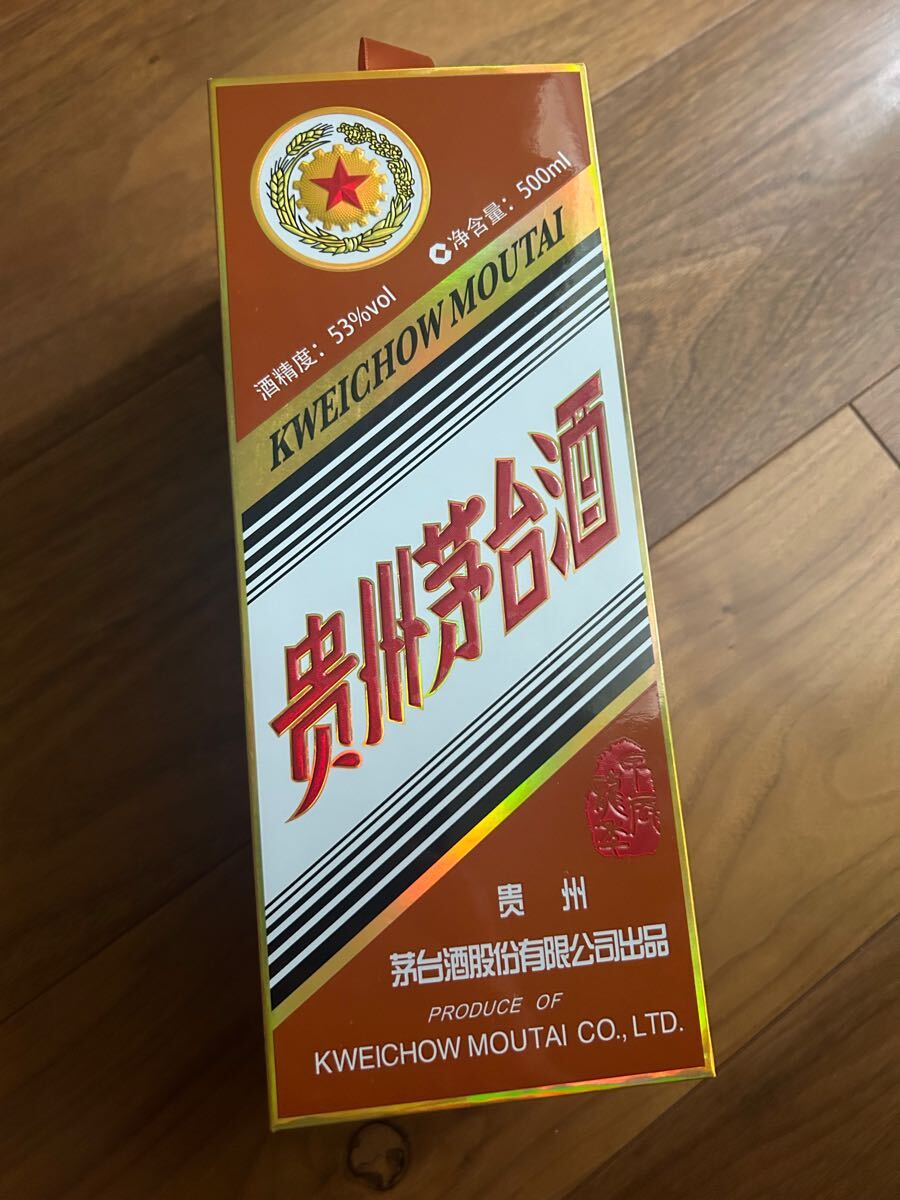 酒精度：53%vol
净含量：500ml
KWEICHOW MOUTAI
贵州茅台酒
贵州
茅台酒股份有限公司出品
PRODUCE OF
KWEICHOW MOUTAI CO., LTD.